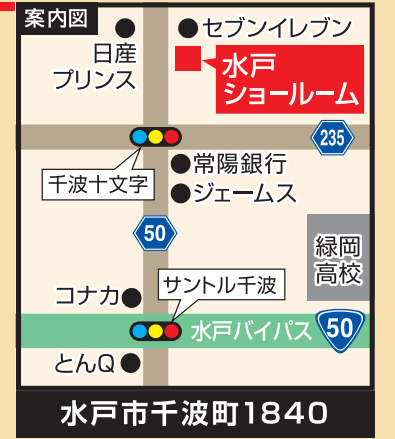 案内図
セブンイレブン
日産
プリンス
水戸
ショールーム
235
千波十文字
常陽銀行
ジェームス
50
緑岡
高校
サントル千波
コナカ
水戸バイパス
50
とんQ
水戸市千波町1840